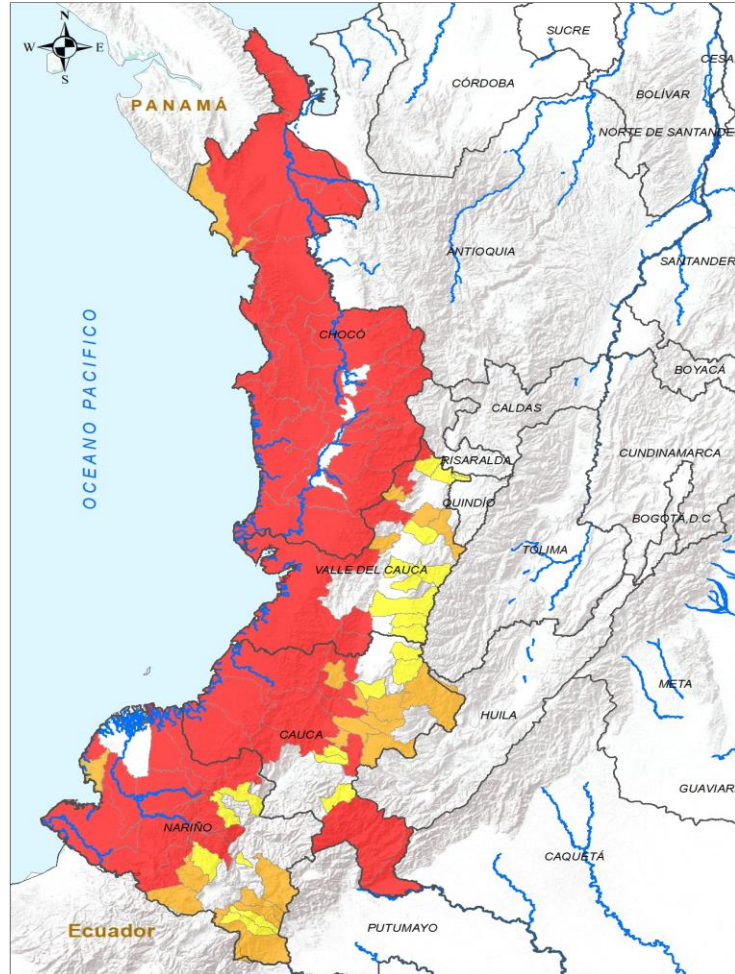 N
W E
S
SUCRE
CESA
CÓRDOBA
BOLÍVAR
PANAMÁ
NORTE DE SANTANDE
ANTIOQUIA
SANTANDER
OCEANO PACIFICO
CHOCÓ
BOYACÁ
CALDAS
CUNDINAMARCA
RISARALDA
QUINDÍO
BOGOTÁ,D.C
TOLIMA
VALLE DEL CAUCA
META
HUILA
CAUCA
GUAVIAR
NARIÑO
CAQUETÁ
PUTUMAYO
Ecuador